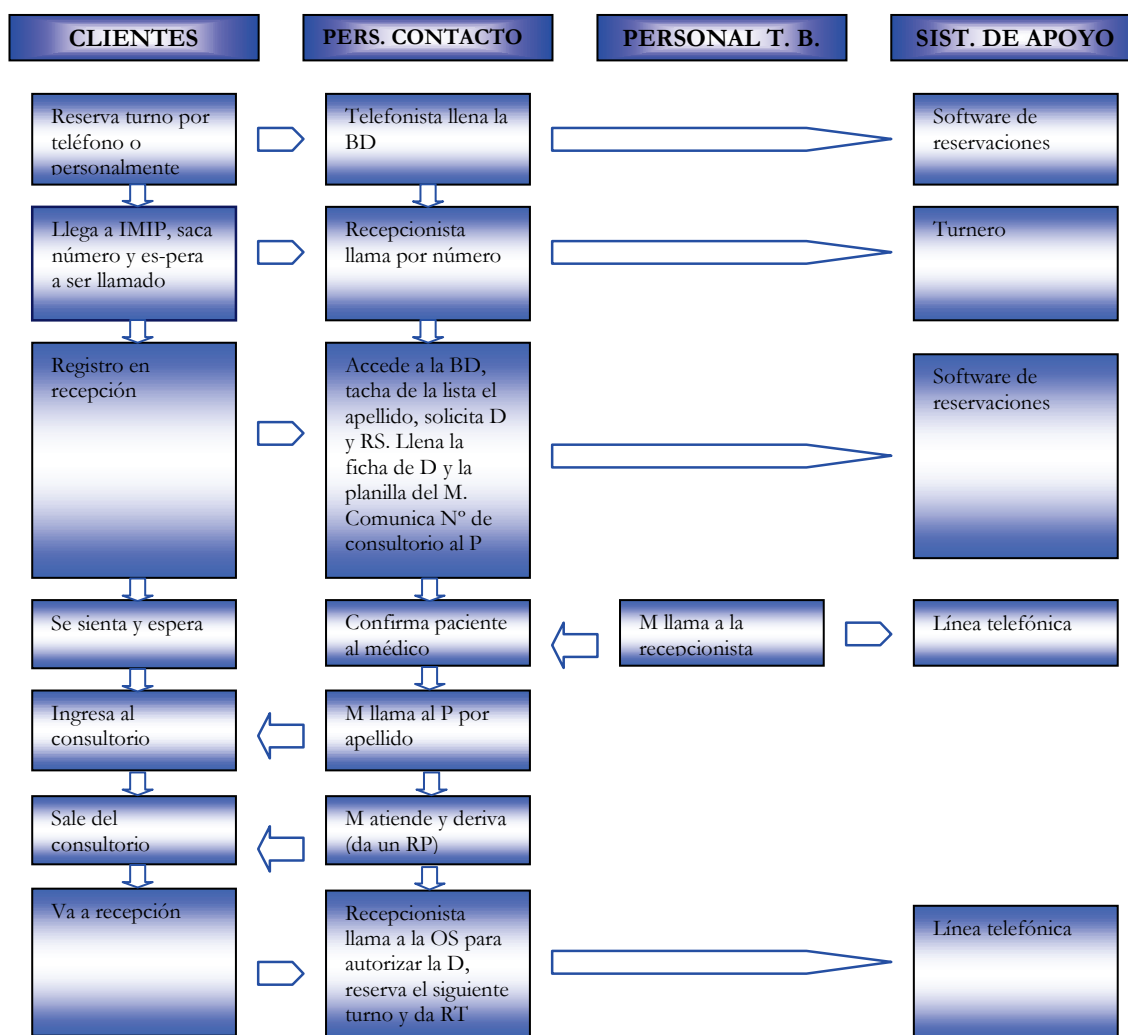 CLIENTES
PERS. CONTACTO
PERSONAL T. B.
SIST. DE APOYO
Reserva turno por
teléfono o
personalmente
Telefonista llena la
BD
Software de
reservaciones
Llega a IMIP, saca
número y es-pera
a ser llamado
Recepcionista
llama por número
Turnero
Registro en
recepción
Accede a la BD,
tacha de la lista el
apellido, solicita D
y RS. Llena la
ficha de D y la
planilla del M.
Comunica Nº de
consultorio al P
Software de
reservaciones
Se sienta y espera
Confirma paciente
al médico
M llama a la
recepcionista
Línea telefónica
Ingresa al
consultorio
M llama al P por
apellido
Sale del
consultorio
M atiende y deriva
(da un RP)
Va a recepción
Recepcionista
llama a la OS para
autorizar la D,
reserva el siguiente
turno y da RT
Línea telefónica